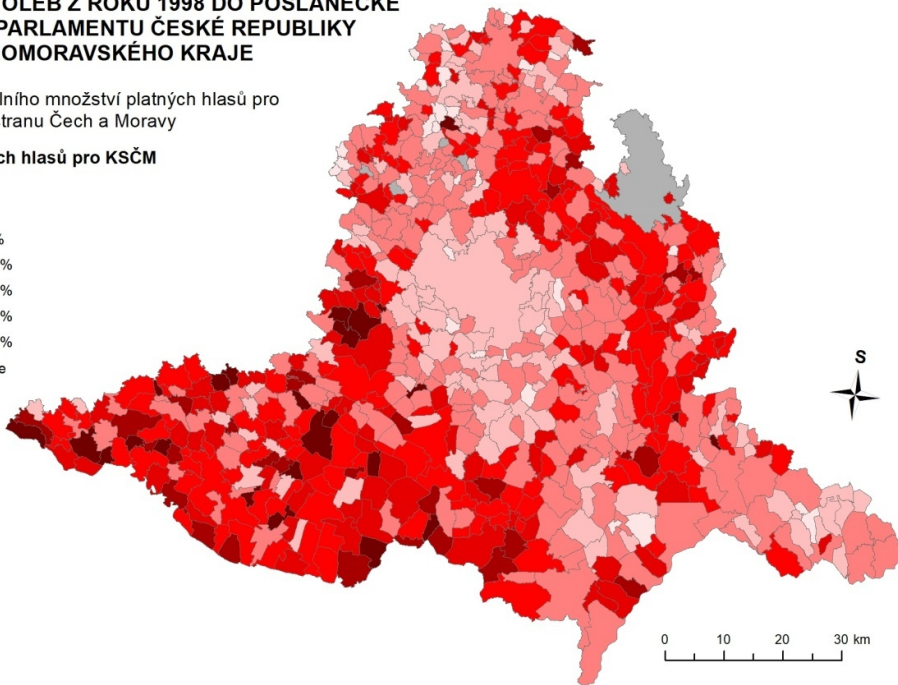 OLEB Z ROKU 1998 DO POSLANECKÉ
PARLAMENTU ČESKÉ REPUBLIKY
OMORAVSKÉHO KRAJE
lního množství platných hlasů pro
tranu Čech a Moravy
ch hlasů pro KSČM
%
%
%
%
%
e
S
0 10 20 30 km